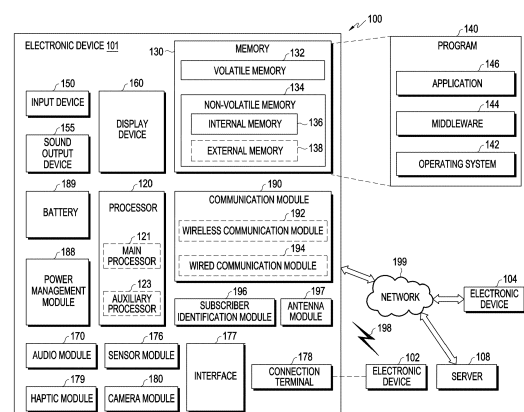 100
ELECTRONIC DEVICE 101
130
MEMORY
132
VOLATILE MEMORY
134
NON-VOLATILE MEMORY
INTERNAL MEMORY
136
EXTERNAL MEMORY
138
140
PROGRAM
146
APPLICATION
144
MIDDLEWARE
142
OPERATING SYSTEM
150
INPUT DEVICE
155
SOUND
OUTPUT
DEVICE
160
DISPLAY
DEVICE
189
BATTERY
120
PROCESSOR
121
MAIN
PROCESSOR
123
AUXILIARY
PROCESSOR
188
POWER
MANAGEMENT
MODULE
190
COMMUNICATION MODULE
192
WIRELESS COMMUNICATION MODULE
194
WIRED COMMUNICATION MODULE
196
SUBSCRIBER
IDENTIFICATION MODULE
197
ANTENNA
MODULE
199
NETWORK
104
ELECTRONIC
DEVICE
198
170
AUDIO MODULE
176
SENSOR MODULE
177
INTERFACE
178
CONNECTION
TERMINAL
102
ELECTRONIC
DEVICE
108
SERVER
179
HAPTIC MODULE
180
CAMERA MODULE